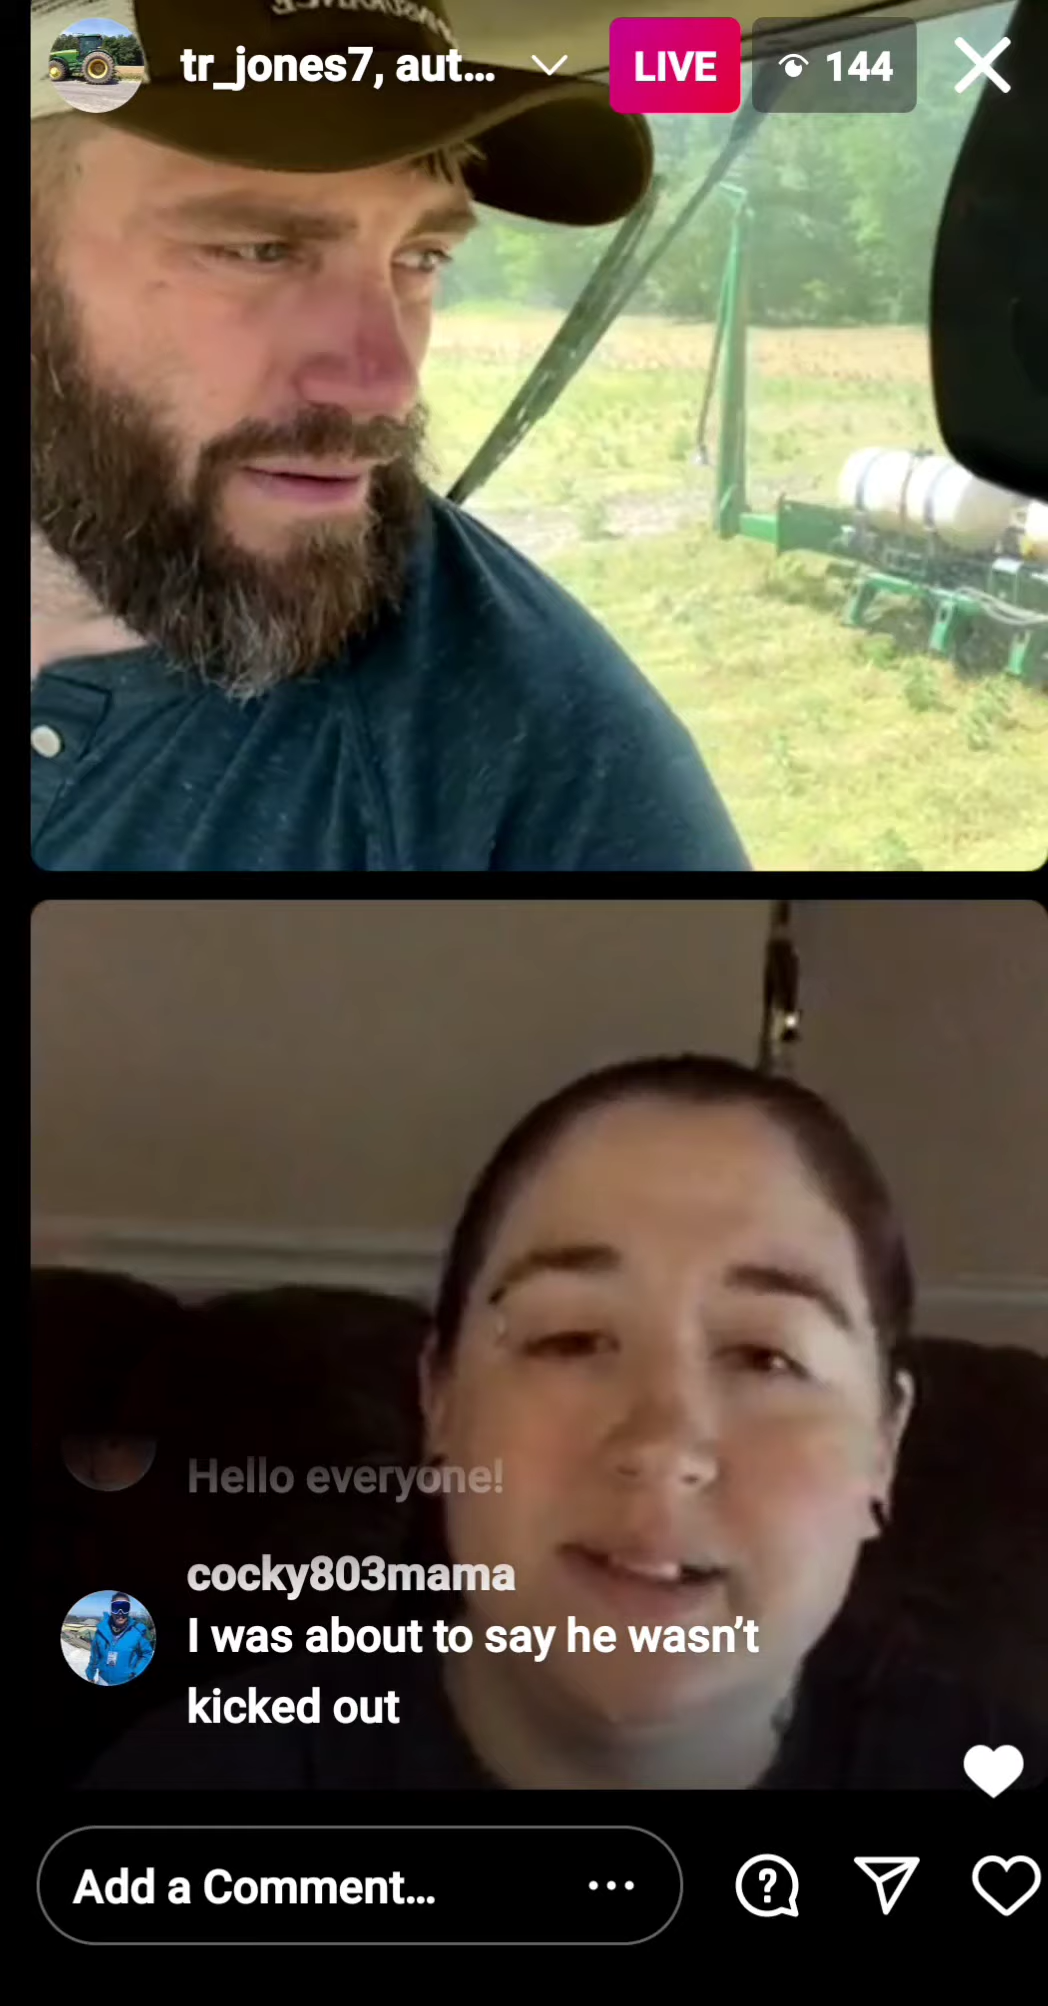 tr_jones7, aut...
LIVE
144
Hello everyone!
cocky803mama
I was about to say he wasn't
kicked out
Add a Comment...